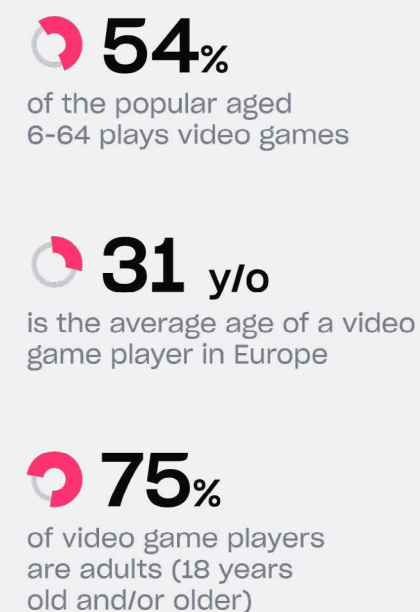 54%
of the popular aged
6-64 plays video games
31 y/o
is the average age of a video
game player in Europe
75%
of video game players
are adults (18 years
old and/or older)